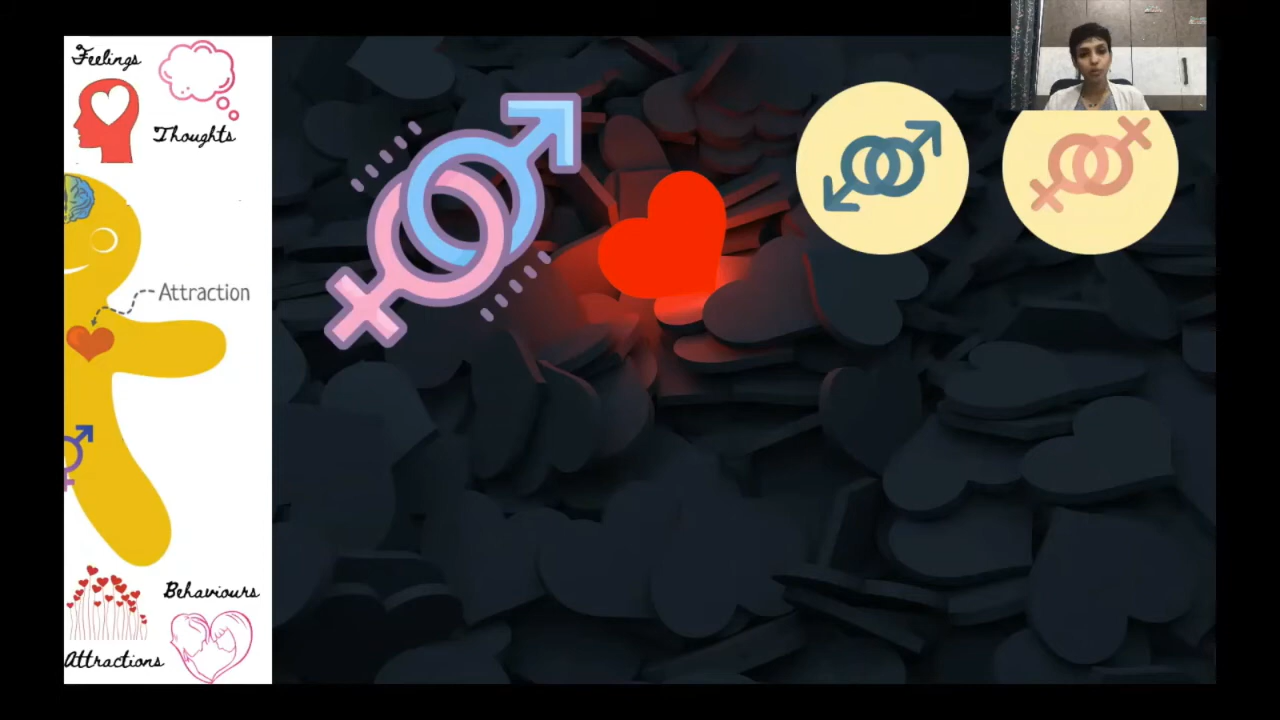 Feelings
Thoughts
Attraction
Behaviours
Attractions